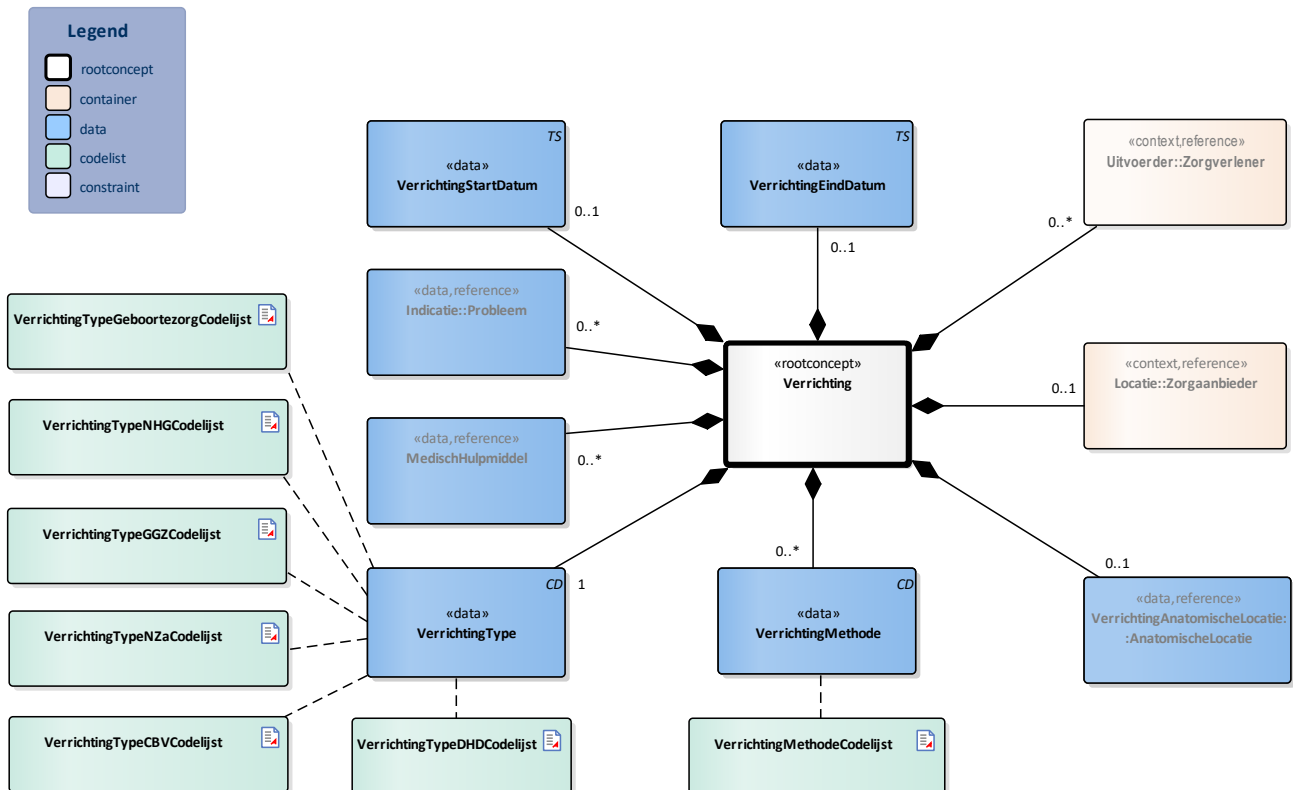 Legend
rootconcept
container
data
codelist
constraint
TS
«data»
VerrichtingStartDatum
0..1
TS
«data»
VerrichtingEindDatum
0..1
«context,reference»
Uitvoerder::Zorgverlener
0..*
«data,reference»
Indicatie::Probleem
0..*
«rootconcept»
Verrichting
«context,reference»
Locatie::Zorgaanbieder
0..1
«data,reference»
MedischHulpmiddel
0..*
VerrichtingTypeGeboortezorgCodelijst
VerrichtingTypeNHGCodelijst
VerrichtingTypeGGZCodelijst
VerrichtingTypeNZaCodelijst
VerrichtingTypeCBVCodelijst
CD
1
«data»
VerrichtingType
0..*
CD
«data»
VerrichtingMethode
0..1
«data,reference»
VerrichtingAnatomischeLocatie:
:AnatomischeLocatie
VerrichtingTypeDHDCodelijst
VerrichtingMethodeCodelijst